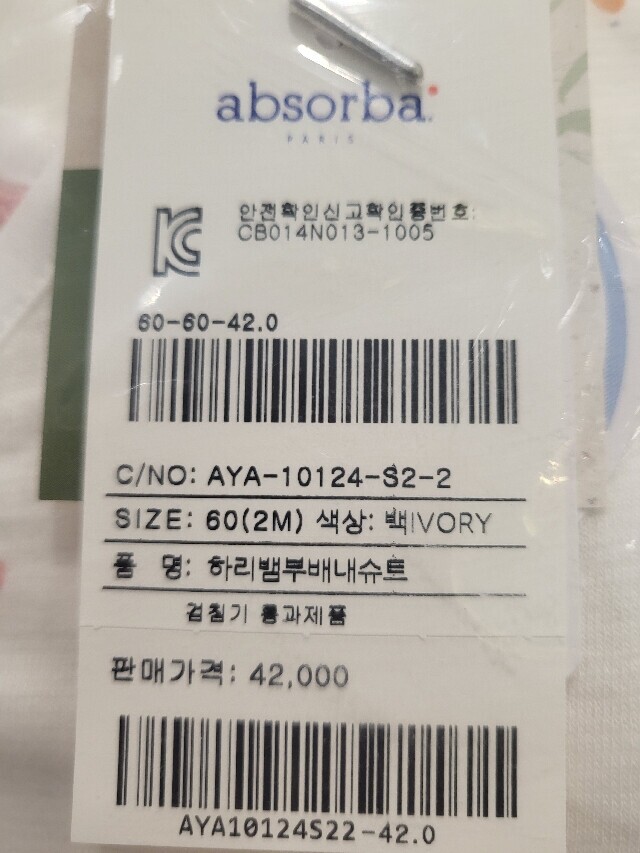 absorba.
PARIS
안전확인신고확인증번호:
CB014N013-1005
60-60-42.0
C/NO: AYA-10124-S2-2
SIZE: 60(2M) 색상: 백IVORY
품 명: 하리뱀부배내슈트
검침기 통과제품
판매가격: 42,000
AYA10124S22-42.0